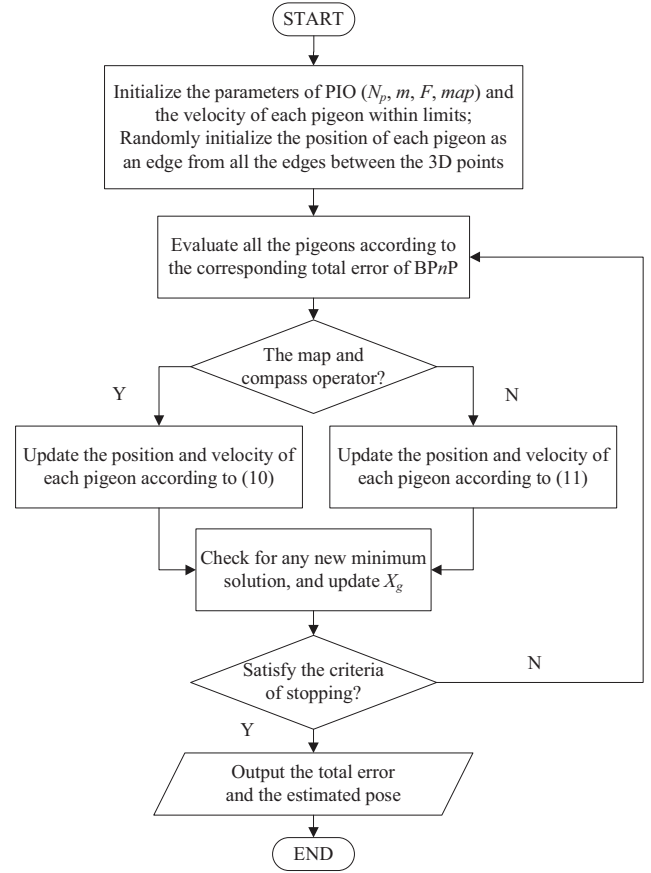 START
Initialize the parameters of PIO (Np, m, F, map) and
the velocity of each pigeon within limits;
Randomly initialize the position of each pigeon as
an edge from all the edges between the 3D points
Evaluate all the pigeons according to
the corresponding total error of BPnP
The map and
compass operator?
Y
N
Update the position and velocity of
each pigeon according to (10)
Update the position and velocity of
each pigeon according to (11)
Check for any new minimum
solution, and update Xg
Satisfy the criteria
of stopping?
N
Y
Output the total error
and the estimated pose
END